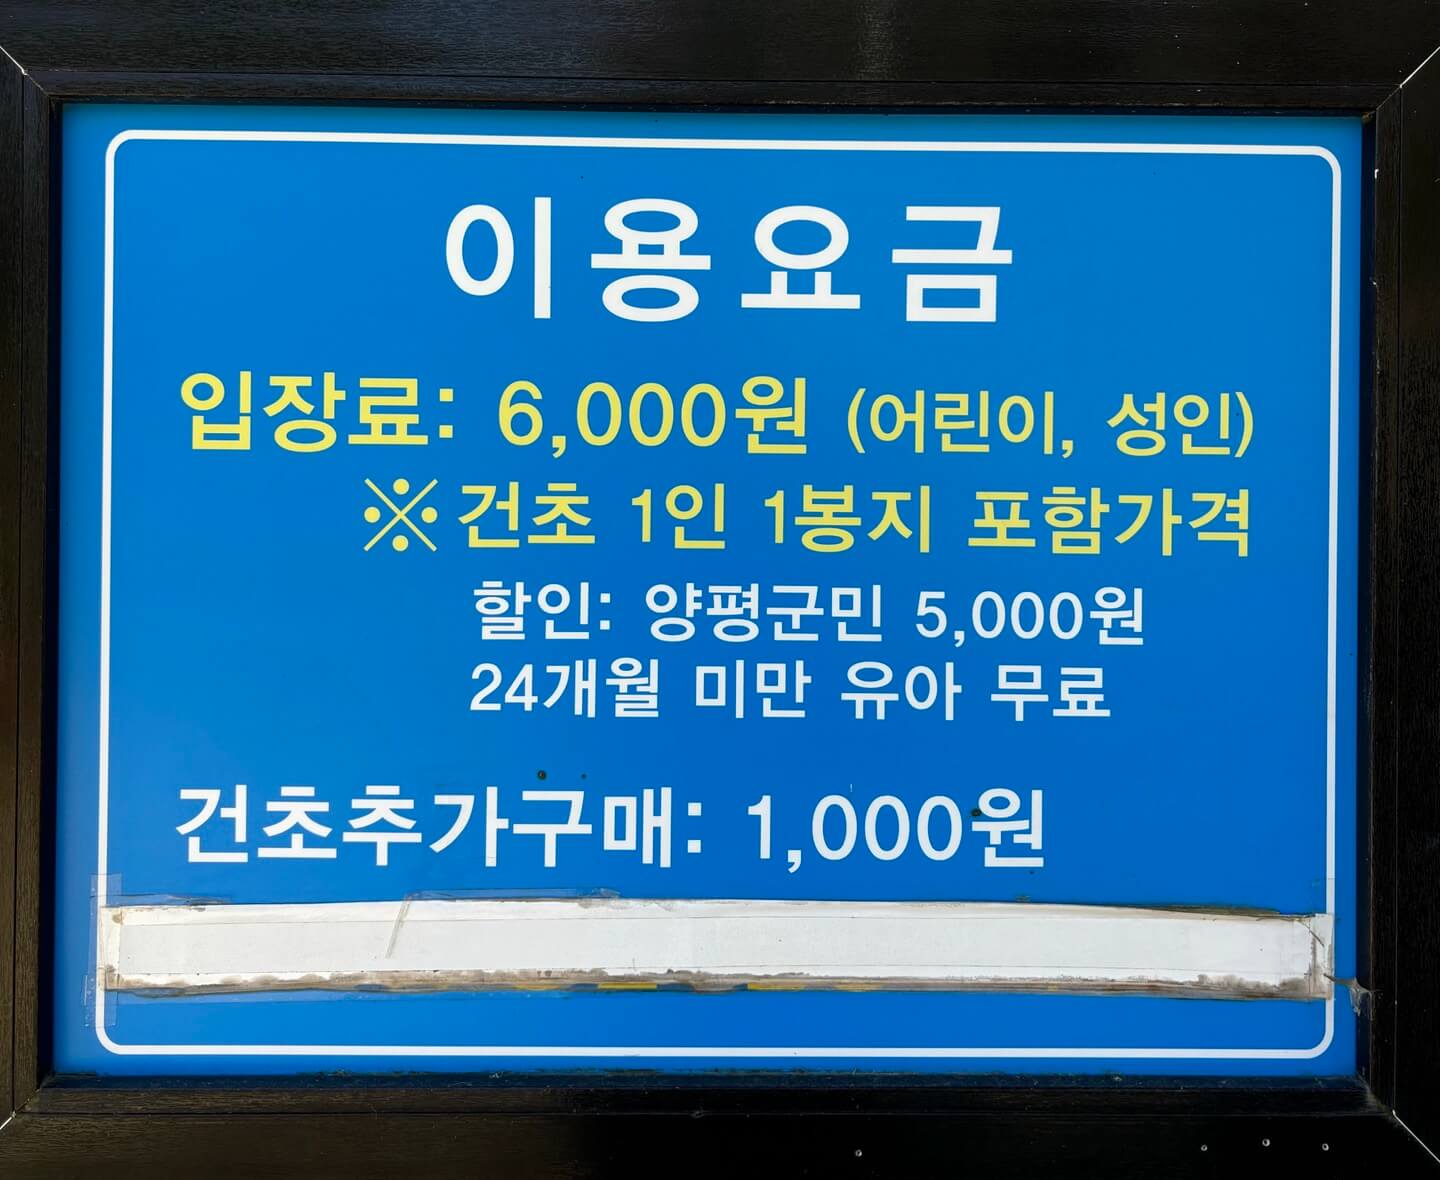 이용요금
입장료: 6,000원 (어린이, 성인)
※건초 1인 1봉지 포함가격
할인: 양평군민 5,000원
24개월 미만 유아 무료
건초추가구매: 1,000원